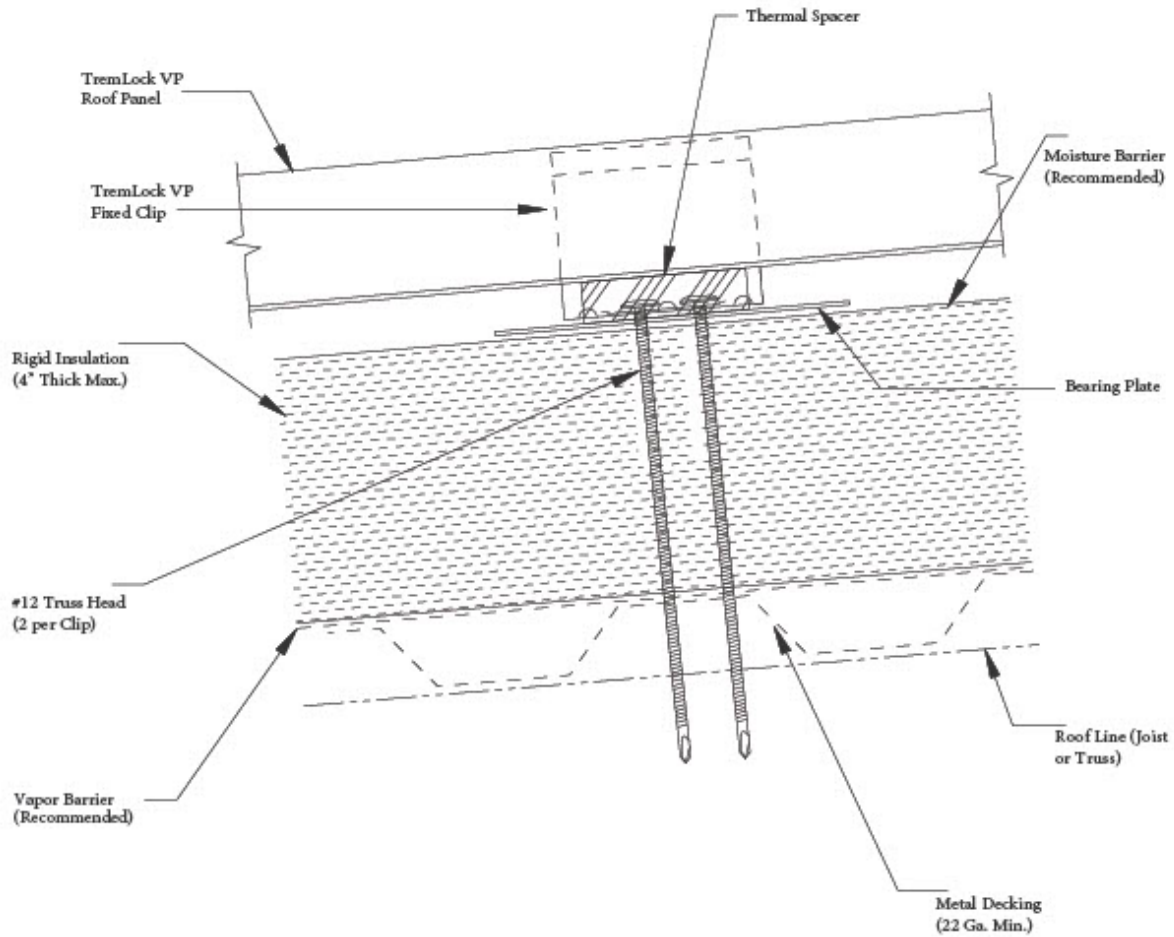 Thermal Spacer
TremLock VP
Roof Panel
Moisture Barrier
(Recommended)
TremLock VP
Fixed Clip
Rigid Insulation
(4" Thick Max.)
Bearing Plate
#12 Truss Head
(2 per Clip)
Roof Line (Joist
or Truss)
Vapor Barrier
(Recommended)
Metal Decking
(22 Ga. Min.)